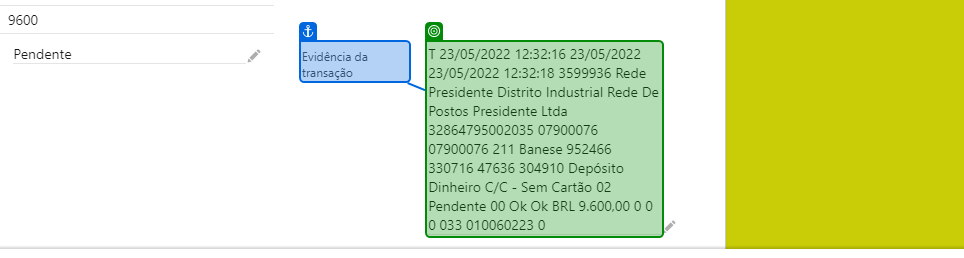 9600
Pendente
Evidência da
transação
T 23/05/2022 12:32:16 23/05/2022
23/05/2022 12:32:18 3599936 Rede
Presidente Distrito Industrial Rede De
Postos Presidente Ltda
32864795002035 07900076
07900076 211 Banese 952466
330716 47636 304910 Depósito
Dinheiro C/C - Sem Cartão 02
Pendente 00 Ok Ok BRL 9.600,00 0 0
0 033 010060223 0